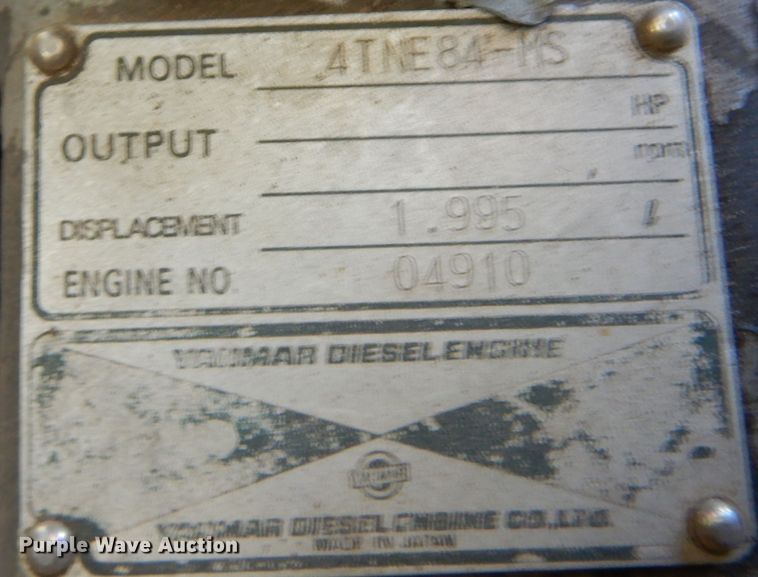 MODEL 4TNE84-MS
HP
OUTPUT
rpm
DISPLACEMENT 1.995 ℓ
ENGINE NO 04910
YANMAR DIESEL ENGINE
YANMAR
YANMAR DIESEL ENGINE CO.,LTD.
MADE IN JAPAN
Purple Wave Auction